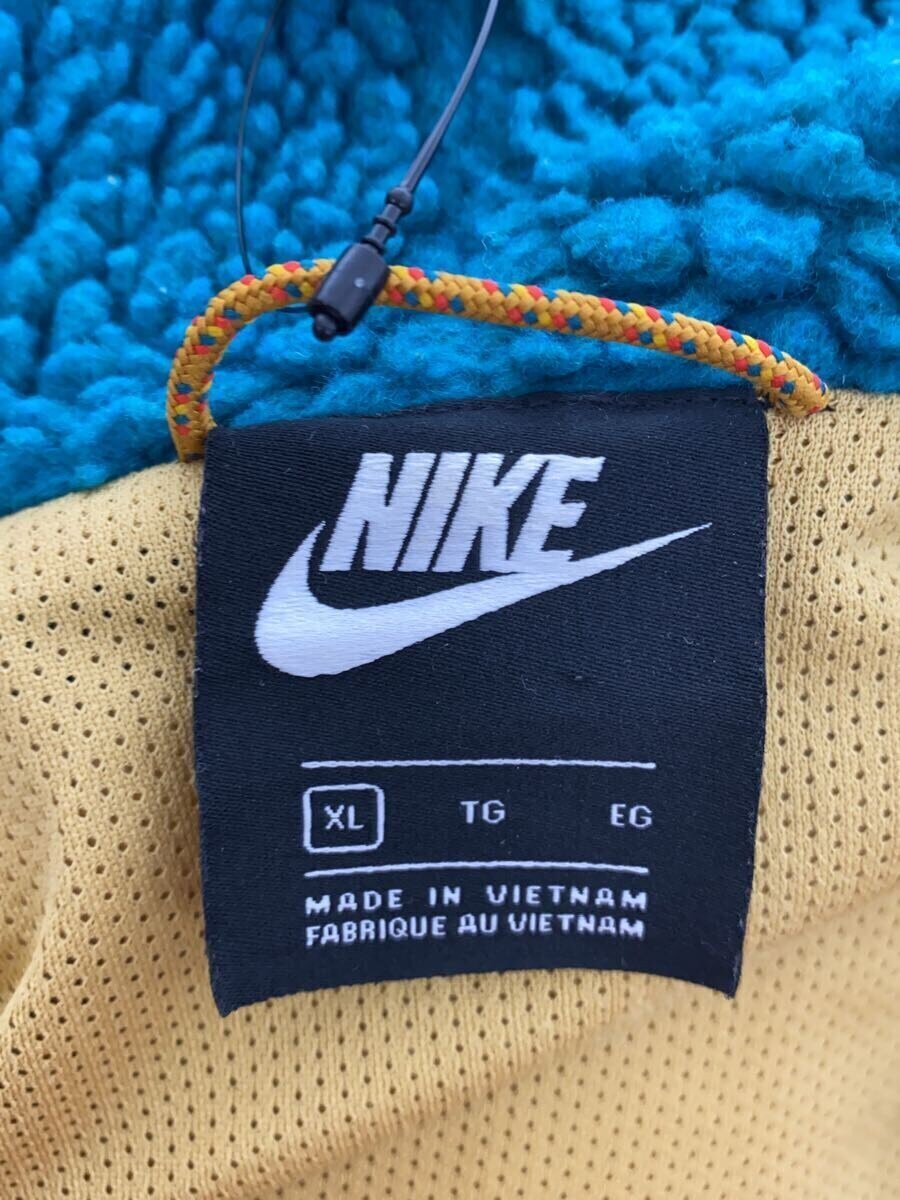 NIKE
XL TG EG
MADE IN VIETNAM
FABRIQUE AU VIETNAM